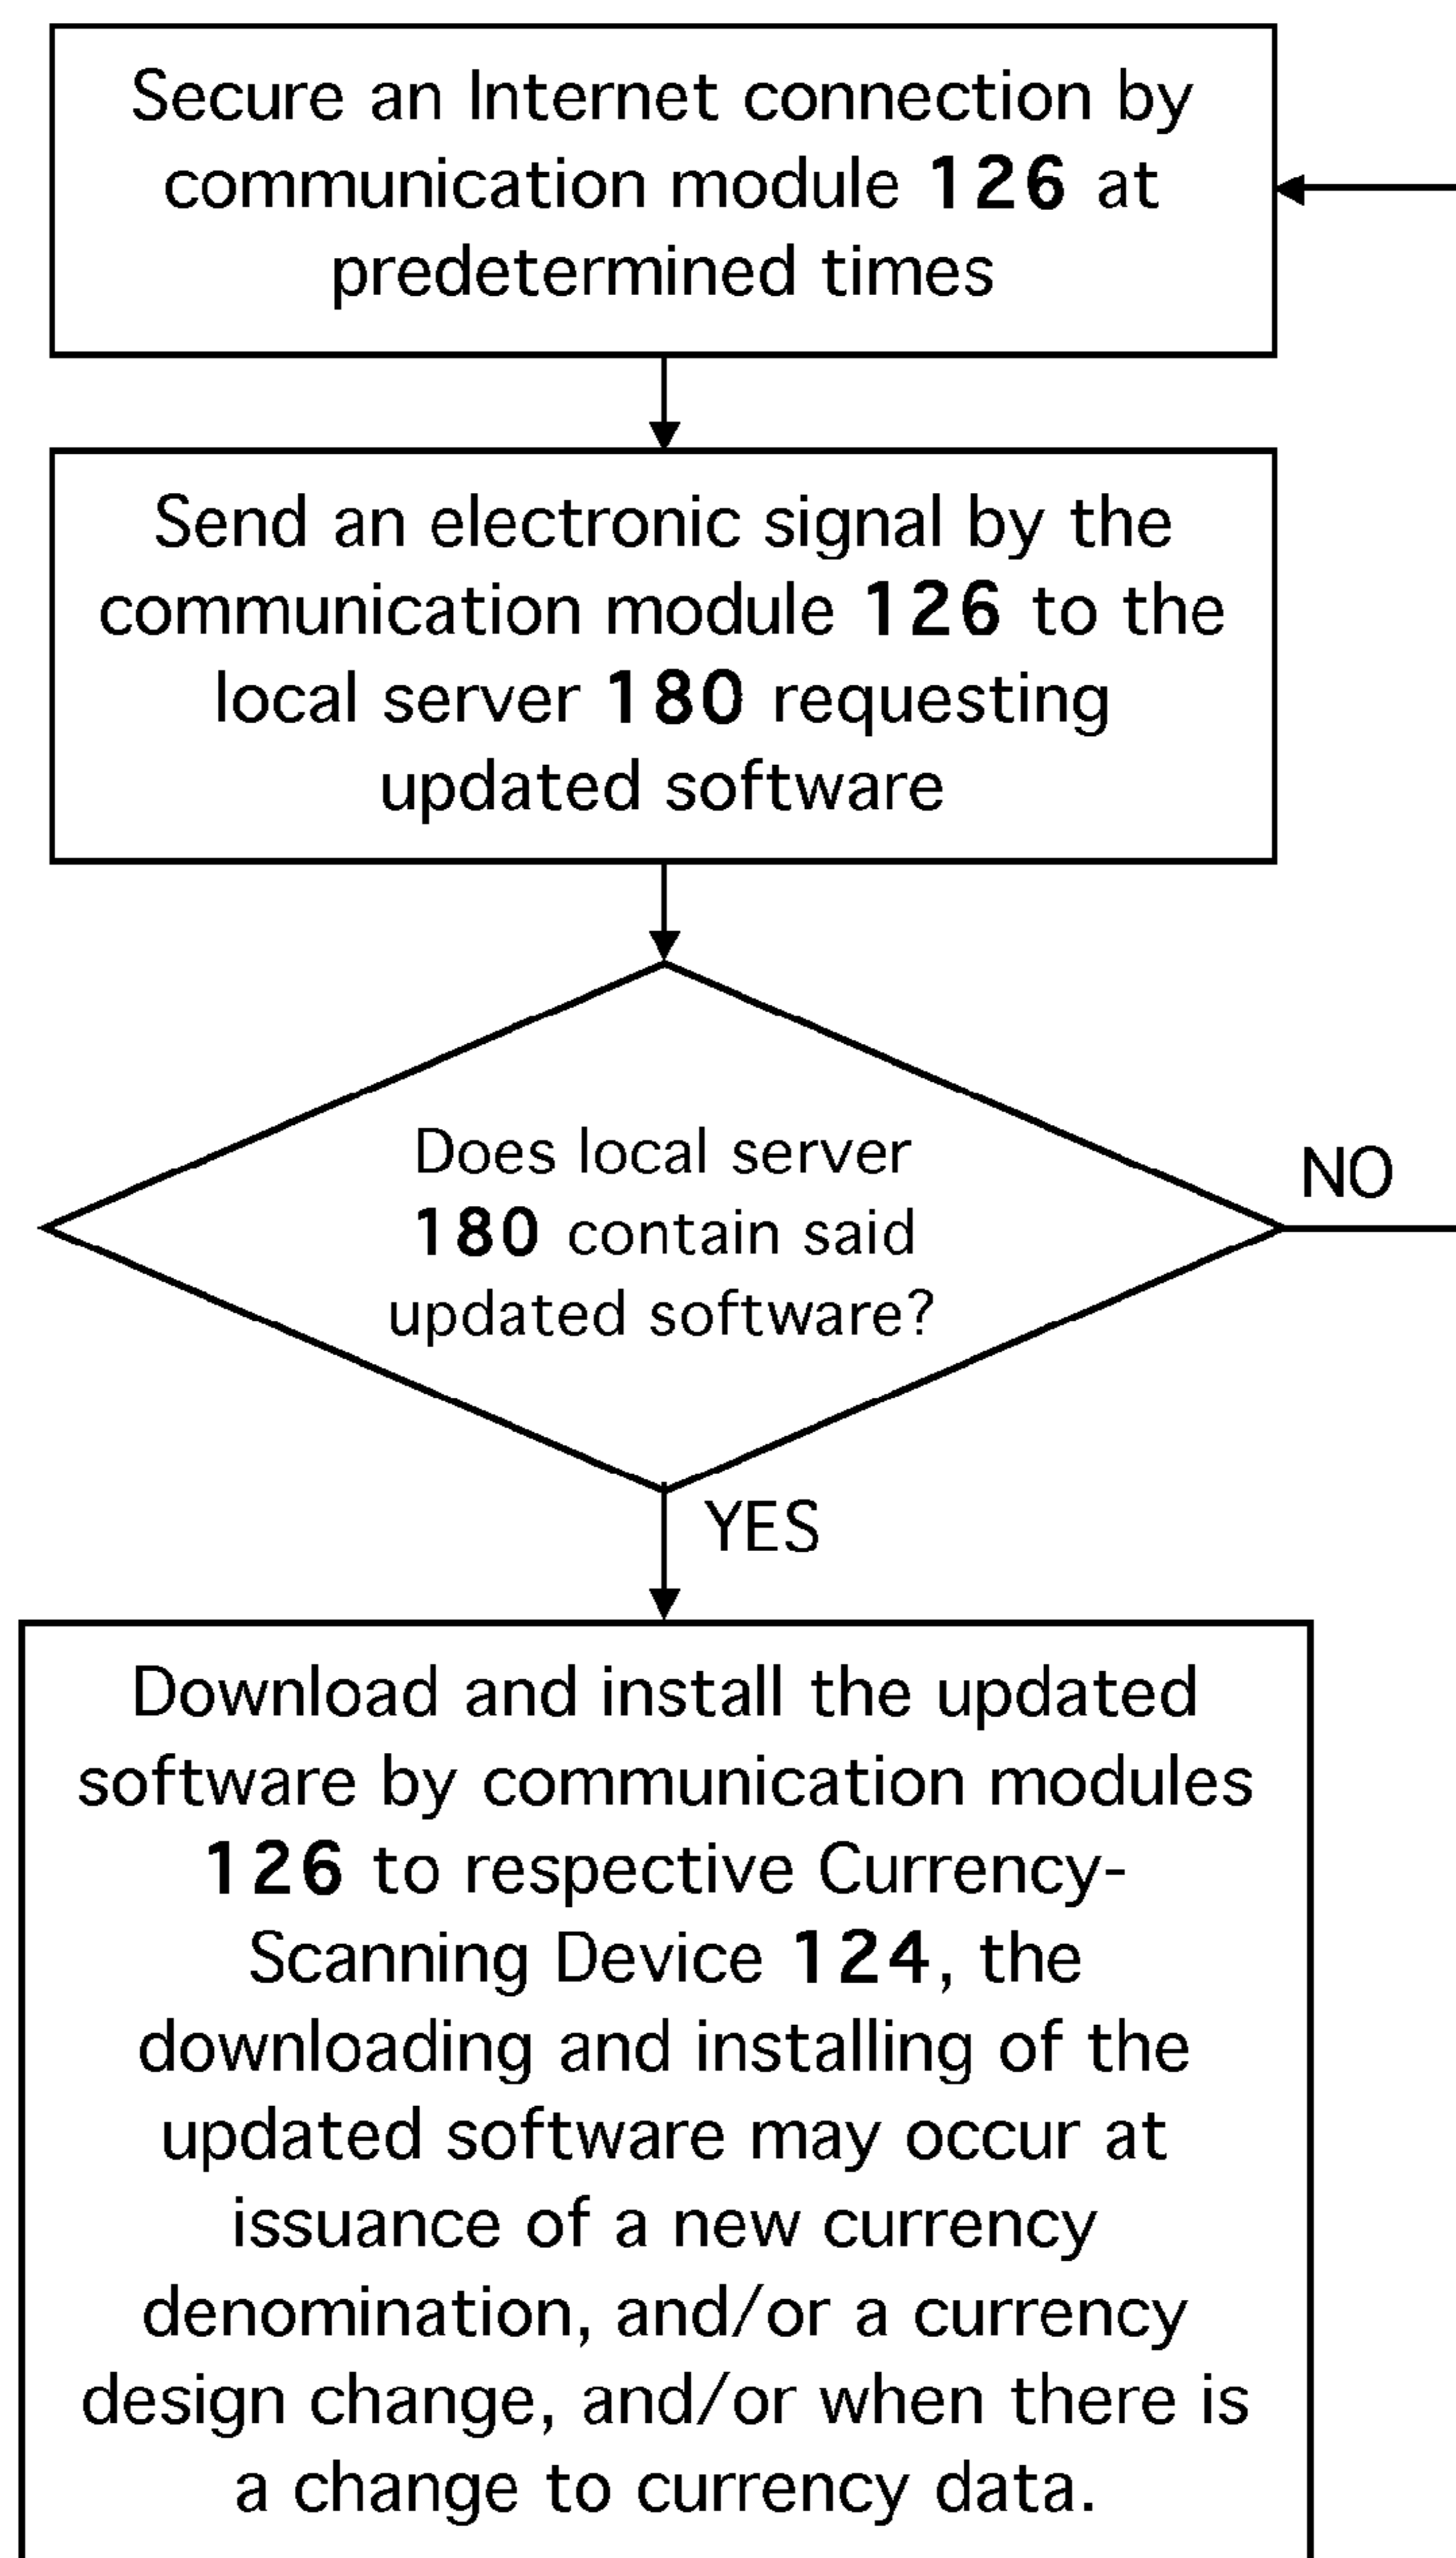 Secure an Internet connection by
communication module 126 at
predetermined times
Send an electronic signal by the
communication module 126 to the
local server 180 requesting
updated software
Does local server
180 contain said
updated software?
NO
YES
Download and install the updated
software by communication modules
126 to respective Currency-
Scanning Device 124, the
downloading and installing of the
updated software may occur at
issuance of a new currency
denomination, and/or a currency
design change, and/or when there is
a change to currency data.